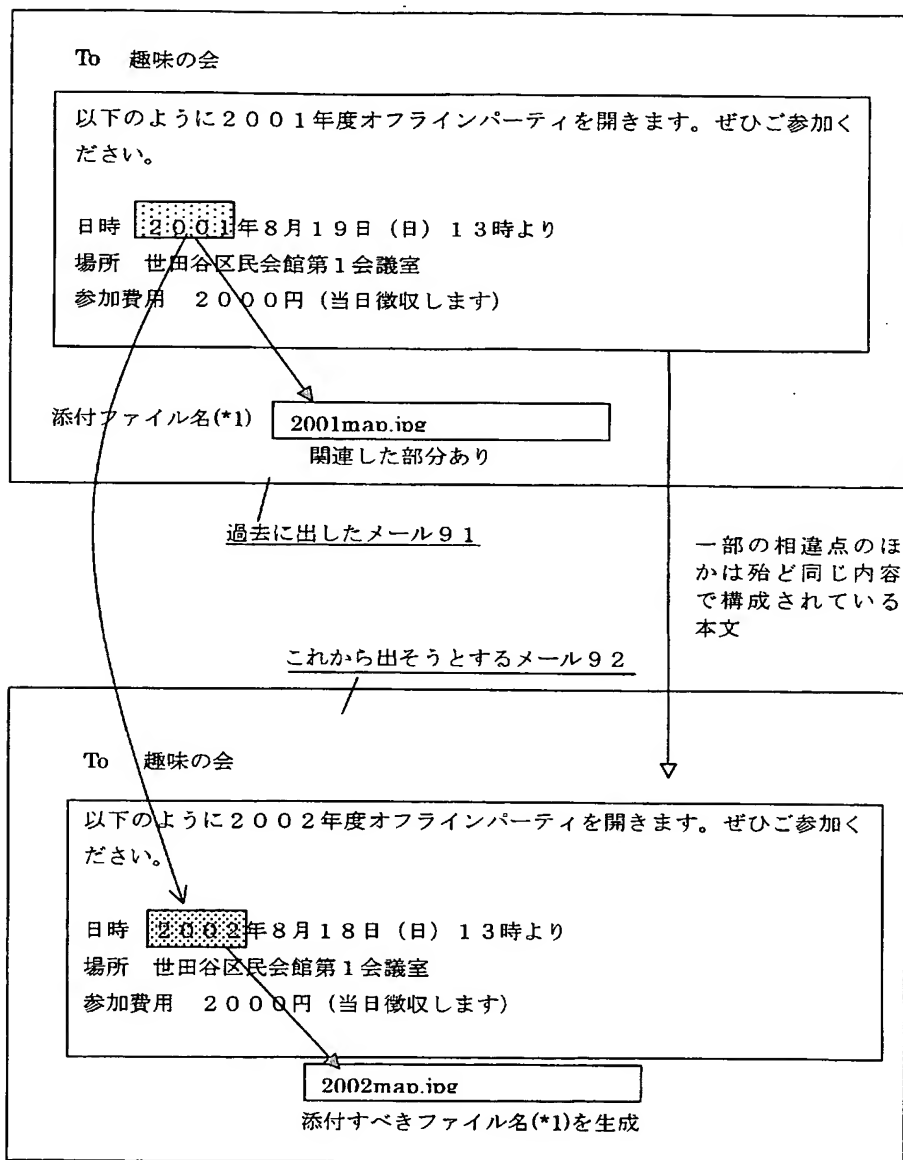 To 趣味の会
以下のように２００１年度オフラインパーティを開きます。ぜひご参加く
ださい。
日時 ２００１年８月１９日（日）１３時より
場所 世田谷区民会館第１会議室
参加費用 ２０００円（当日徴収します）
添付ファイル名(*1) 2001map.jpg
関連した部分あり
過去に出したメール９１
一部の相違点のほ
かは殆ど同じ内容
で構成されている
本文
これから出そうとするメール９２
To 趣味の会
以下のように２００２年度オフラインパーティを開きます。ぜひご参加く
ださい。
日時 ２００２年８月１８日（日）１３時より
場所 世田谷区民会館第１会議室
参加費用 ２０００円（当日徴収します）
2002map.jpg
添付すべきファイル名(*1)を生成